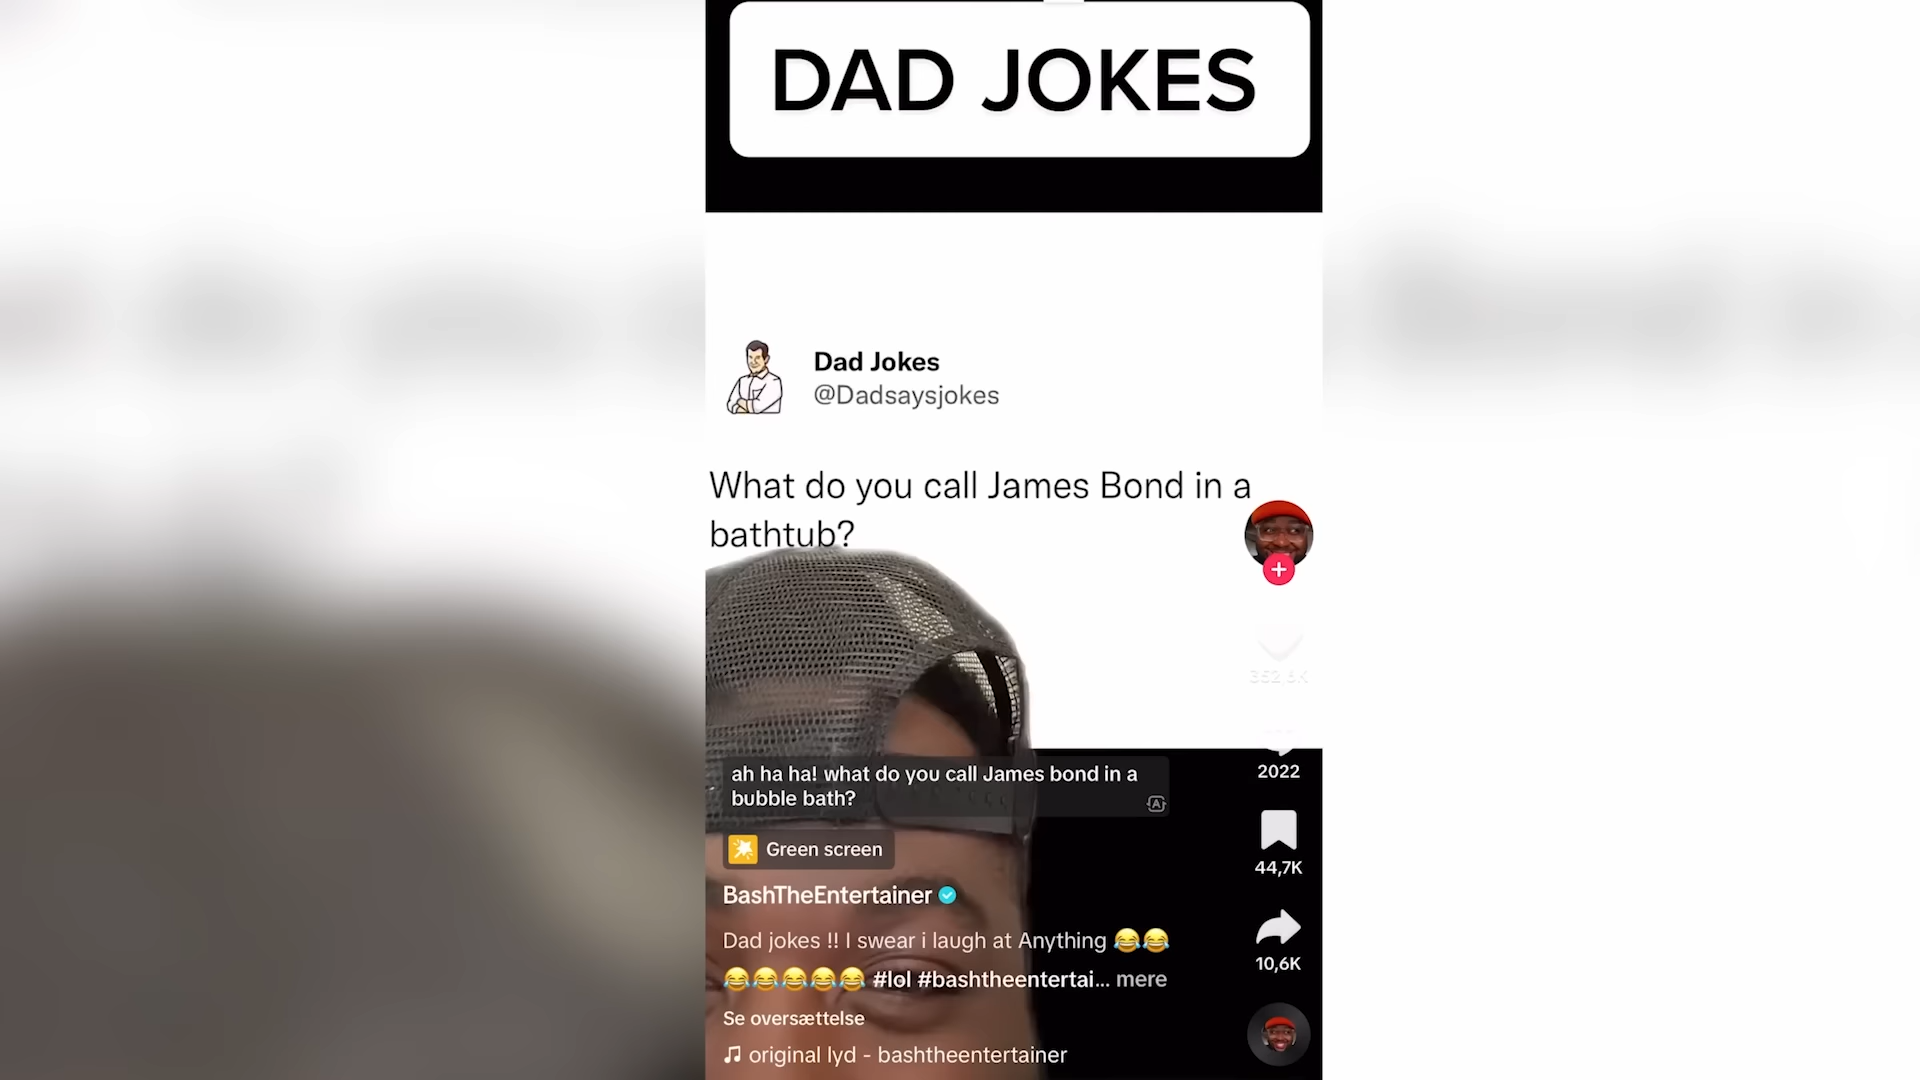 DAD JOKES
Dad Jokes
@Dadsaysjokes
What do you call James Bond in a
bathtub?
352,6K
ah ha ha! what do you call James bond in a
bubble bath?
2022
Green screen
44,7K
BashTheEntertainer
Dad jokes !! I swear i laugh at Anything 😂😂
😂😂😂😂😂 #lol #bashtheentertai... mere
10,6K
Se oversættelse
original lyd - bashtheentertainer